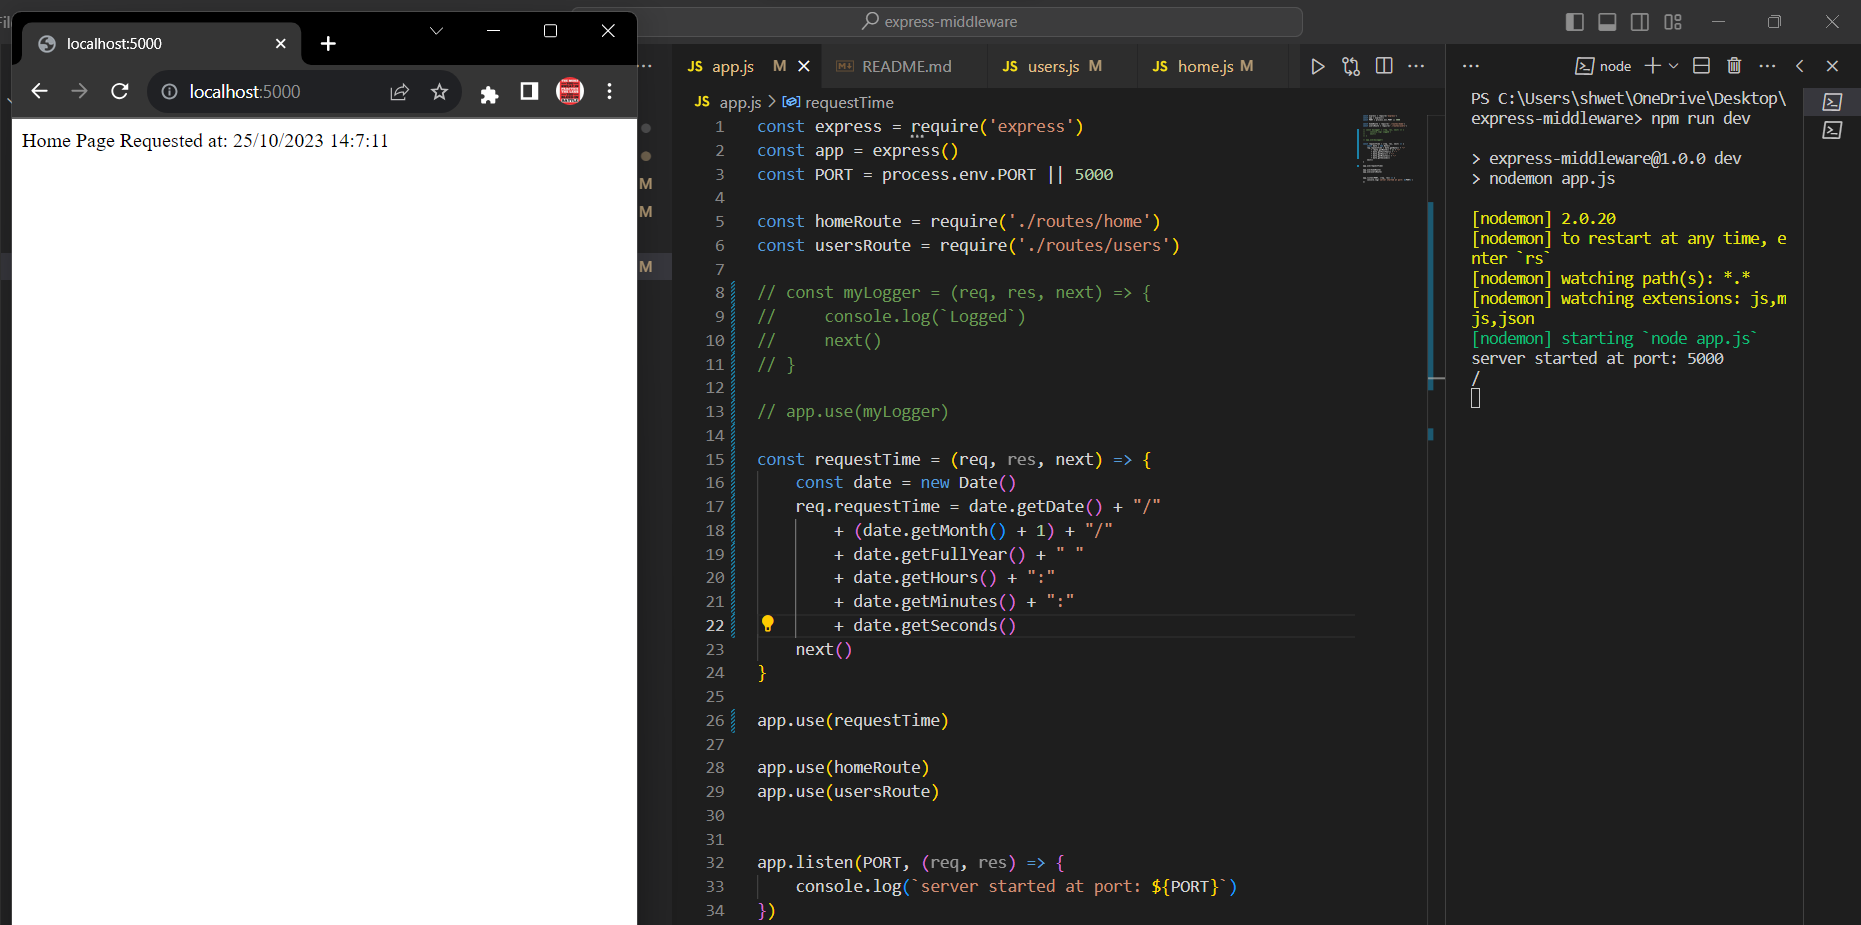 Fil
express-middleware
localhost:5000
localhost:5000
Home Page Requested at: 25/10/2023 14:7:11
M
M
M
JS app.js M
README.md
JS users.js M
JS home.js M
JS app.js > requestTime
1 const express = require('express')
2 const app = express()
3 const PORT = process.env.PORT || 5000
4
5 const homeRoute = require('./routes/home')
6 const usersRoute = require('./routes/users')
7
8 // const myLogger = (req, res, next) => {
9 //     console.log(`Logged`)
10 //     next()
11 // }
12
13 // app.use(myLogger)
14
15 const requestTime = (req, res, next) => {
16     const date = new Date()
17     req.requestTime = date.getDate() + "/"
18         + (date.getMonth() + 1) + "/"
19         + date.getFullYear() + " "
20         + date.getHours() + ":"
21         + date.getMinutes() + ":"
22         + date.getSeconds()
23     next()
24 }
25
26 app.use(requestTime)
27
28 app.use(homeRoute)
29 app.use(usersRoute)
30
31
32 app.listen(PORT, (req, res) => {
33     console.log(`server started at port: ${PORT}`)
34 })
node
PS C:\Users\shwet\OneDrive\Desktop\
express-middleware> npm run dev
> express-middleware@1.0.0 dev
> nodemon app.js
[nodemon] 2.0.20
[nodemon] to restart at any time, e
nter `rs`
[nodemon] watching path(s): *.*
[nodemon] watching extensions: js,m
js,json
[nodemon] starting `node app.js`
server started at port: 5000
/